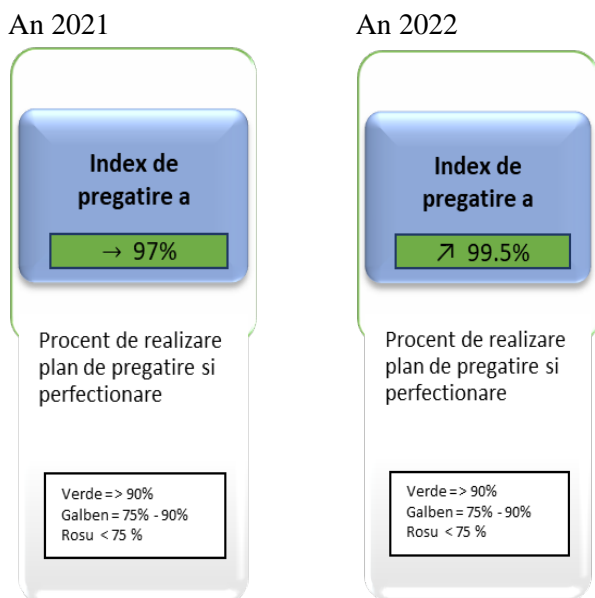 An 2021
Index de
pregatire a
→ 97%
Procent de realizare
plan de pregatire si
perfectionare
Verde => 90%
Galben = 75% - 90%
Rosu < 75 %
An 2022
Index de
pregatire a
↗ 99.5%
Procent de realizare
plan de pregatire si
perfectionare
Verde => 90%
Galben = 75% - 90%
Rosu < 75 %